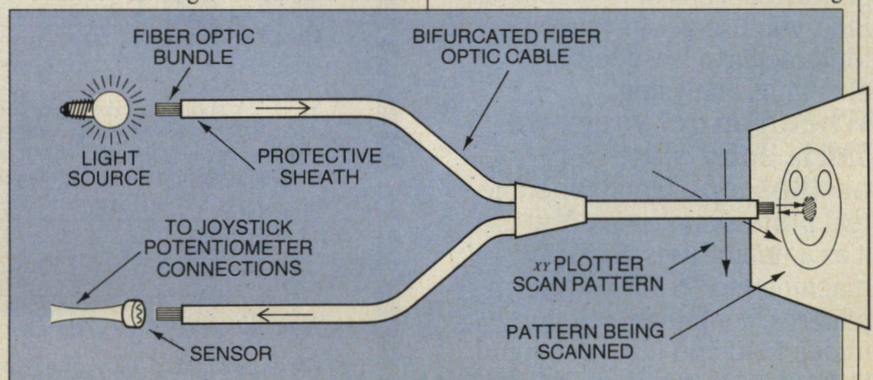 FIBER OPTIC
BUNDLE
BIFURCATED FIBER
OPTIC CABLE
LIGHT
SOURCE
PROTECTIVE
SHEATH
TO JOYSTICK
POTENTIOMETER
CONNECTIONS
XY PLOTTER
SCAN PATTERN
SENSOR
PATTERN BEING
SCANNED